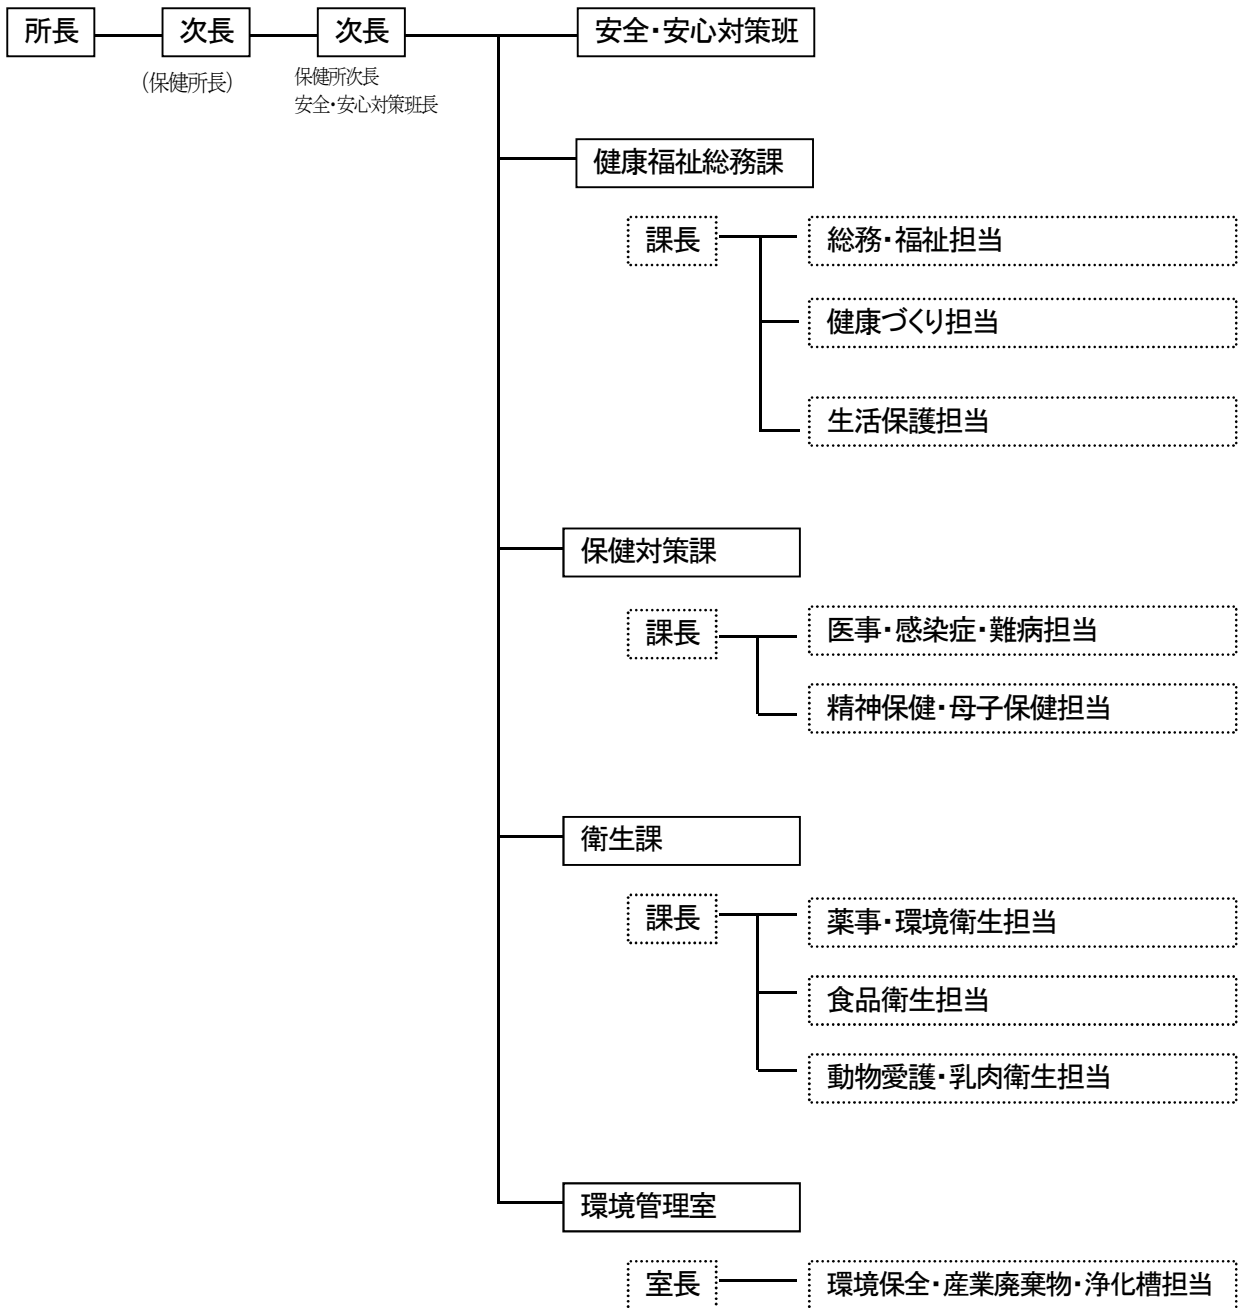 所長
次長
次長
安全・安心対策班
(保健所長)
保健所次長
安全・安心対策班長
健康福祉総務課
課長
総務・福祉担当
健康づくり担当
生活保護担当
保健対策課
課長
医事・感染症・難病担当
精神保健・母子保健担当
衛生課
課長
薬事・環境衛生担当
食品衛生担当
動物愛護・乳肉衛生担当
環境管理室
室長
環境保全・産業廃棄物・浄化槽担当